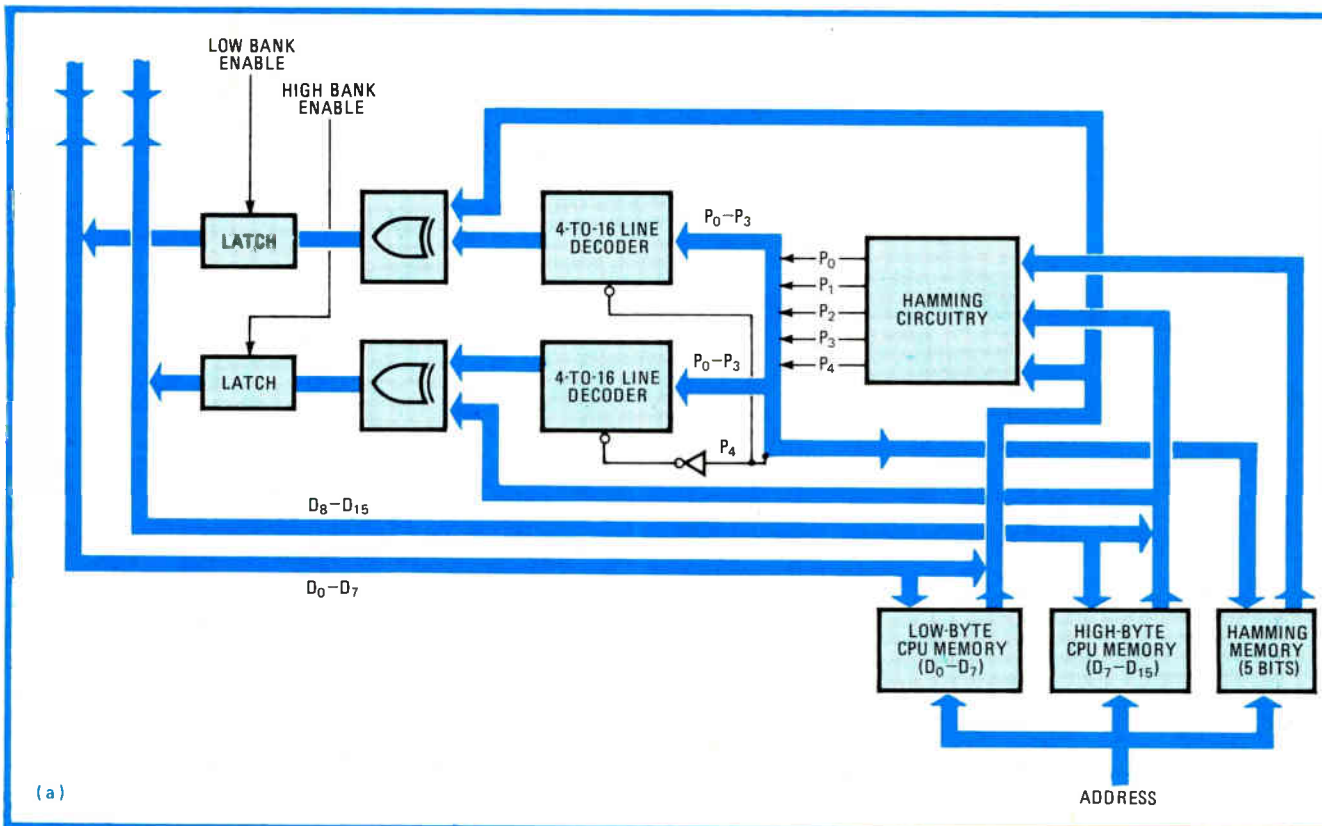 LOW BANK
ENABLE
HIGH BANK
ENABLE
LATCH
4-TO-16 LINE
DECODER
P₀–P₃
P₀
P₁
P₂
P₃
P₄
HAMMING
CIRCUITRY
LATCH
4-TO-16 LINE
DECODER
P₀–P₃
P₄
D₈–D₁₅
D₀–D₇
LOW-BYTE
CPU MEMORY
(D₀–D₇)
HIGH-BYTE
CPU MEMORY
(D₇–D₁₅)
HAMMING
MEMORY
(5 BITS)
(a)
ADDRESS